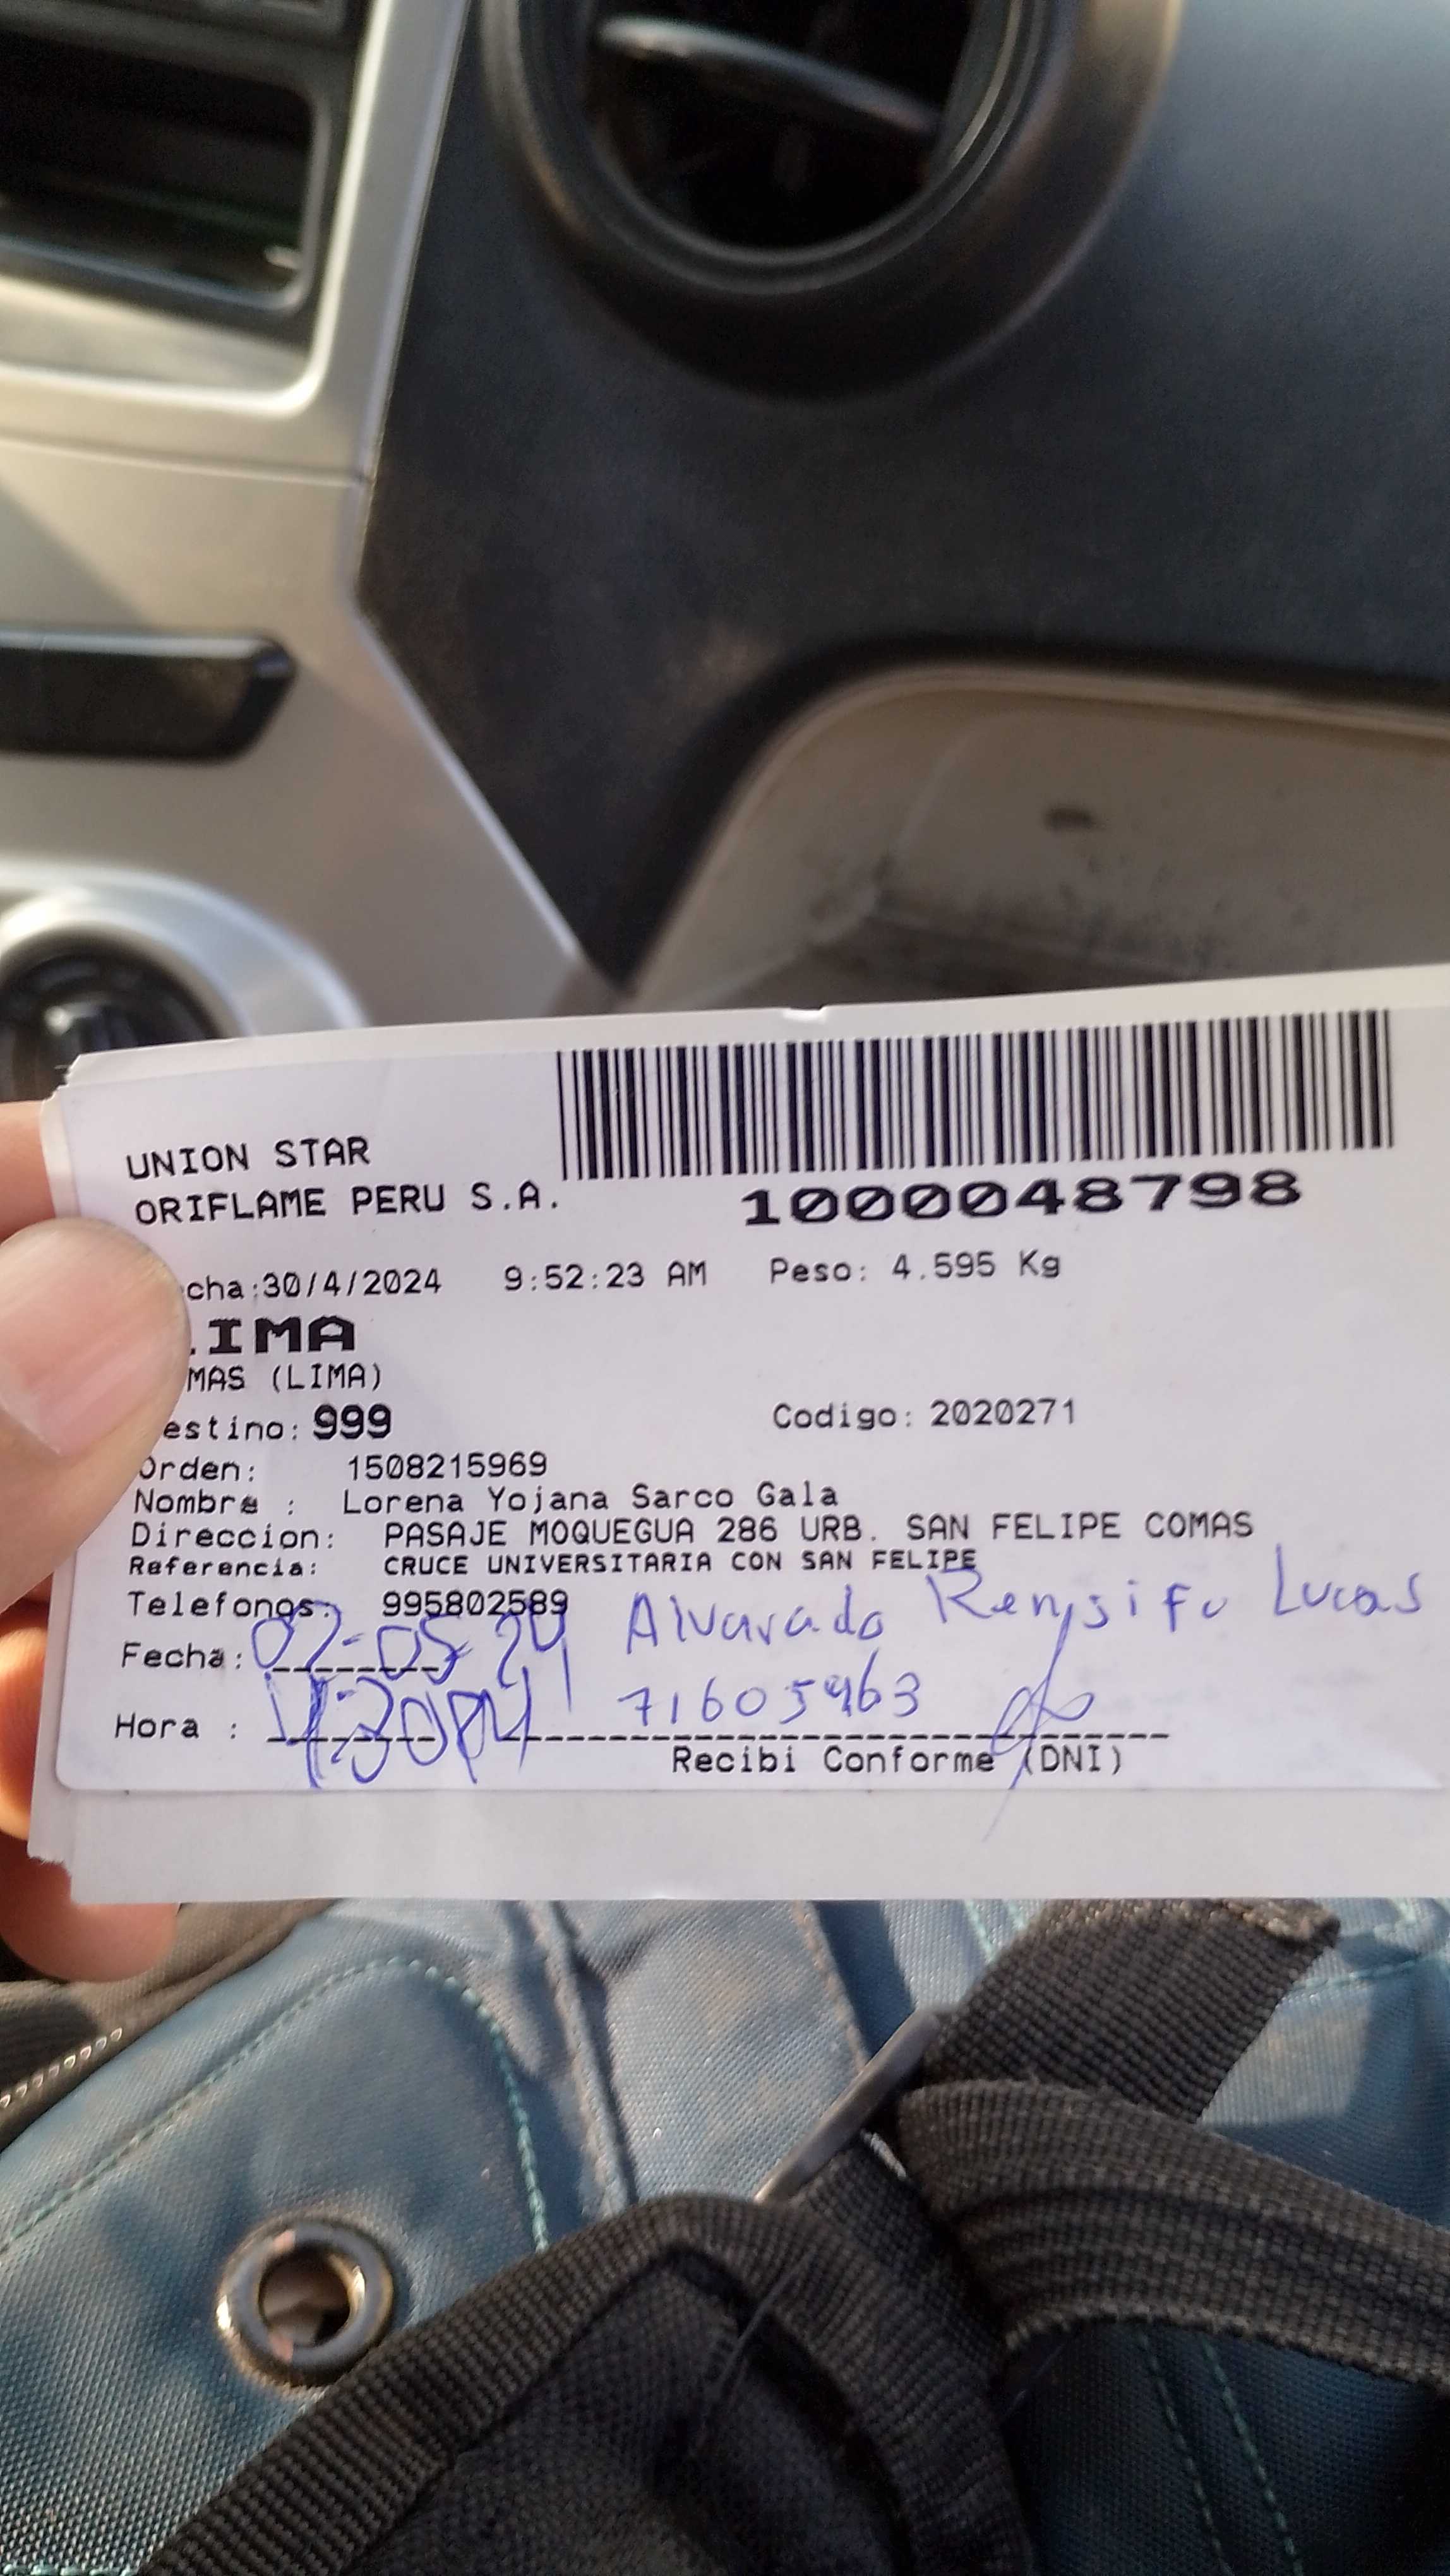 UNION STAR
ORIFLAME PERU S.A.
1000048798
cha:30/4/2024 9:52:23 AM Peso: 4.595 Kg
IMA
MAS (LIMA)
estino: 999 Codigo: 2020271
Orden: 1508215969
Nombre : Lorena Yojana Sarco Gala
Direccion: PASAJE MOQUEGUA 286 URB. SAN FELIPE COMAS
Referencia: CRUCE UNIVERSITARIA CON SAN FELIPE
Telefonos: 995802589
Alvarado Rengifo Lucas
Fecha: 02-05-24
Hora : 71605963
Recibi Conforme (DNI)